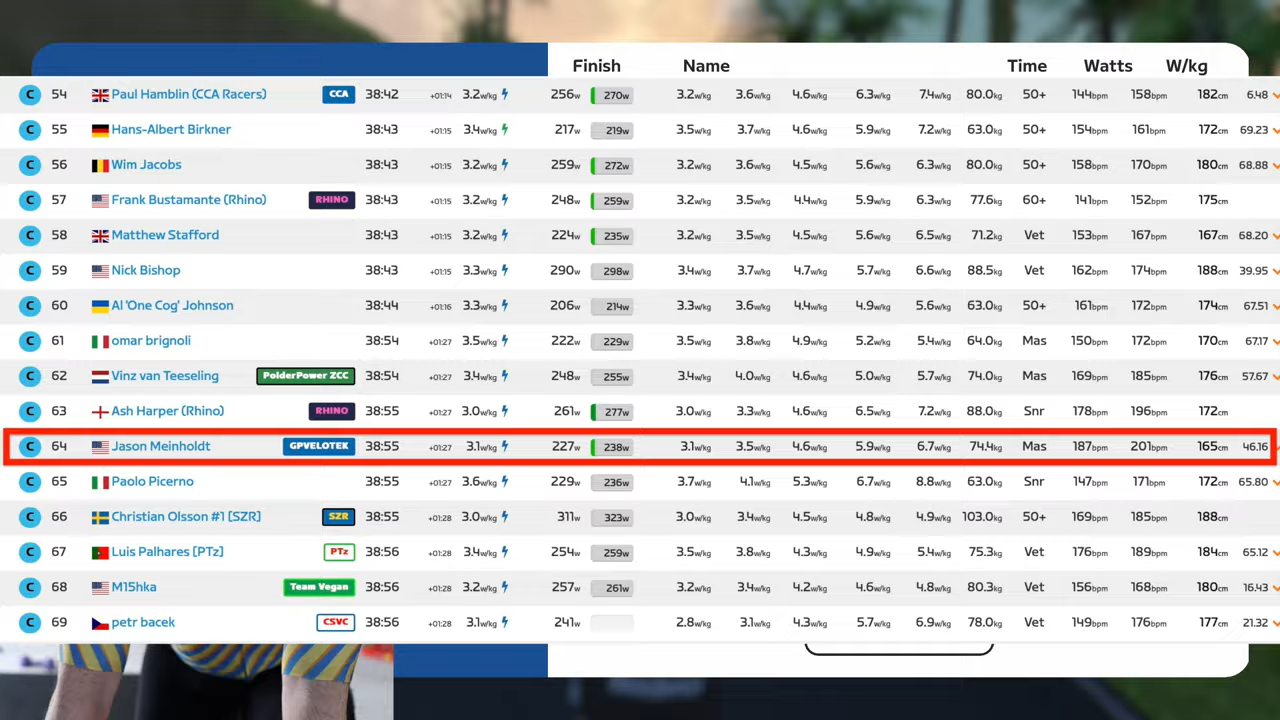 Finish Name Time Watts W/kg
C 54 Paul Hamblin (CCA Racers) CCA 38:42 +01:14 3.2w/kg 256w 270w 3.2w/kg 3.6w/kg 4.6w/kg 6.3w/kg 7.4w/kg 80.0kg 50+ 144bpm 158bpm 182cm 6.48
C 55 Hans-Albert Birkner 38:43 +01:15 3.4w/kg 217w 219w 3.5w/kg 3.7w/kg 4.6w/kg 5.9w/kg 7.2w/kg 63.0kg 50+ 154bpm 161bpm 172cm 69.23
C 56 Wim Jacobs 38:43 +01:15 3.2w/kg 259w 272w 3.2w/kg 3.6w/kg 4.5w/kg 5.6w/kg 6.3w/kg 80.0kg 50+ 158bpm 170bpm 180cm 68.88
C 57 Frank Bustamante (Rhino) RHINO 38:43 +01:15 3.2w/kg 248w 259w 3.2w/kg 3.5w/kg 4.4w/kg 5.9w/kg 6.3w/kg 77.6kg 60+ 141bpm 152bpm 175cm
C 58 Matthew Stafford 38:43 +01:15 3.2w/kg 224w 235w 3.2w/kg 3.5w/kg 4.5w/kg 5.6w/kg 6.5w/kg 71.2kg Vet 153bpm 167bpm 167cm 68.20
C 59 Nick Bishop 38:43 +01:15 3.3w/kg 290w 298w 3.4w/kg 3.7w/kg 4.7w/kg 5.7w/kg 6.6w/kg 88.5kg Vet 162bpm 174bpm 188cm 39.95
C 60 Al 'One Cog' Johnson 38:44 +01:16 3.3w/kg 206w 214w 3.3w/kg 3.6w/kg 4.4w/kg 4.9w/kg 5.6w/kg 63.0kg 50+ 161bpm 172bpm 174cm 67.51
C 61 omar brignoli 38:54 +01:27 3.5w/kg 222w 229w 3.5w/kg 3.8w/kg 4.9w/kg 5.2w/kg 5.4w/kg 64.0kg Mas 150bpm 172bpm 170cm 67.17
C 62 Vinz van Teeseling PolderPower ZCC 38:54 +01:27 3.4w/kg 248w 255w 3.4w/kg 4.0w/kg 4.6w/kg 5.0w/kg 5.7w/kg 74.0kg Mas 169bpm 185bpm 176cm 57.67
C 63 Ash Harper (Rhino) RHINO 38:55 +01:27 3.0w/kg 261w 277w 3.0w/kg 3.3w/kg 4.6w/kg 6.5w/kg 7.2w/kg 88.0kg Snr 178bpm 196bpm 172cm
C 64 Jason Meinholdt GPVELOTEK 38:55 +01:27 3.1w/kg 227w 238w 3.1w/kg 3.5w/kg 4.6w/kg 5.9w/kg 6.7w/kg 74.4kg Mas 187bpm 201bpm 165cm 46.16
C 65 Paolo Picerno 38:55 +01:27 3.6w/kg 229w 236w 3.7w/kg 4.1w/kg 5.3w/kg 6.7w/kg 8.8w/kg 63.0kg Snr 147bpm 171bpm 172cm 65.80
C 66 Christian Olsson #1 [SZR] SZR 38:55 +01:28 3.0w/kg 311w 323w 3.0w/kg 3.4w/kg 4.5w/kg 4.8w/kg 4.9w/kg 103.0kg 50+ 169bpm 185bpm 188cm
C 67 Luis Palhares [PTz] PTz 38:56 +01:28 3.4w/kg 254w 259w 3.5w/kg 3.8w/kg 4.3w/kg 4.9w/kg 5.4w/kg 75.3kg Vet 176bpm 189bpm 184cm 65.12
C 68 M15hka Team Vegan 38:56 +01:28 3.2w/kg 257w 261w 3.2w/kg 3.4w/kg 4.2w/kg 4.6w/kg 4.8w/kg 80.3kg Vet 156bpm 168bpm 180cm 16.43
C 69 petr bacek CSVC 38:56 +01:28 3.1w/kg 241w 2.8w/kg 3.1w/kg 4.3w/kg 5.7w/kg 6.9w/kg 78.0kg Vet 149bpm 176bpm 177cm 21.32